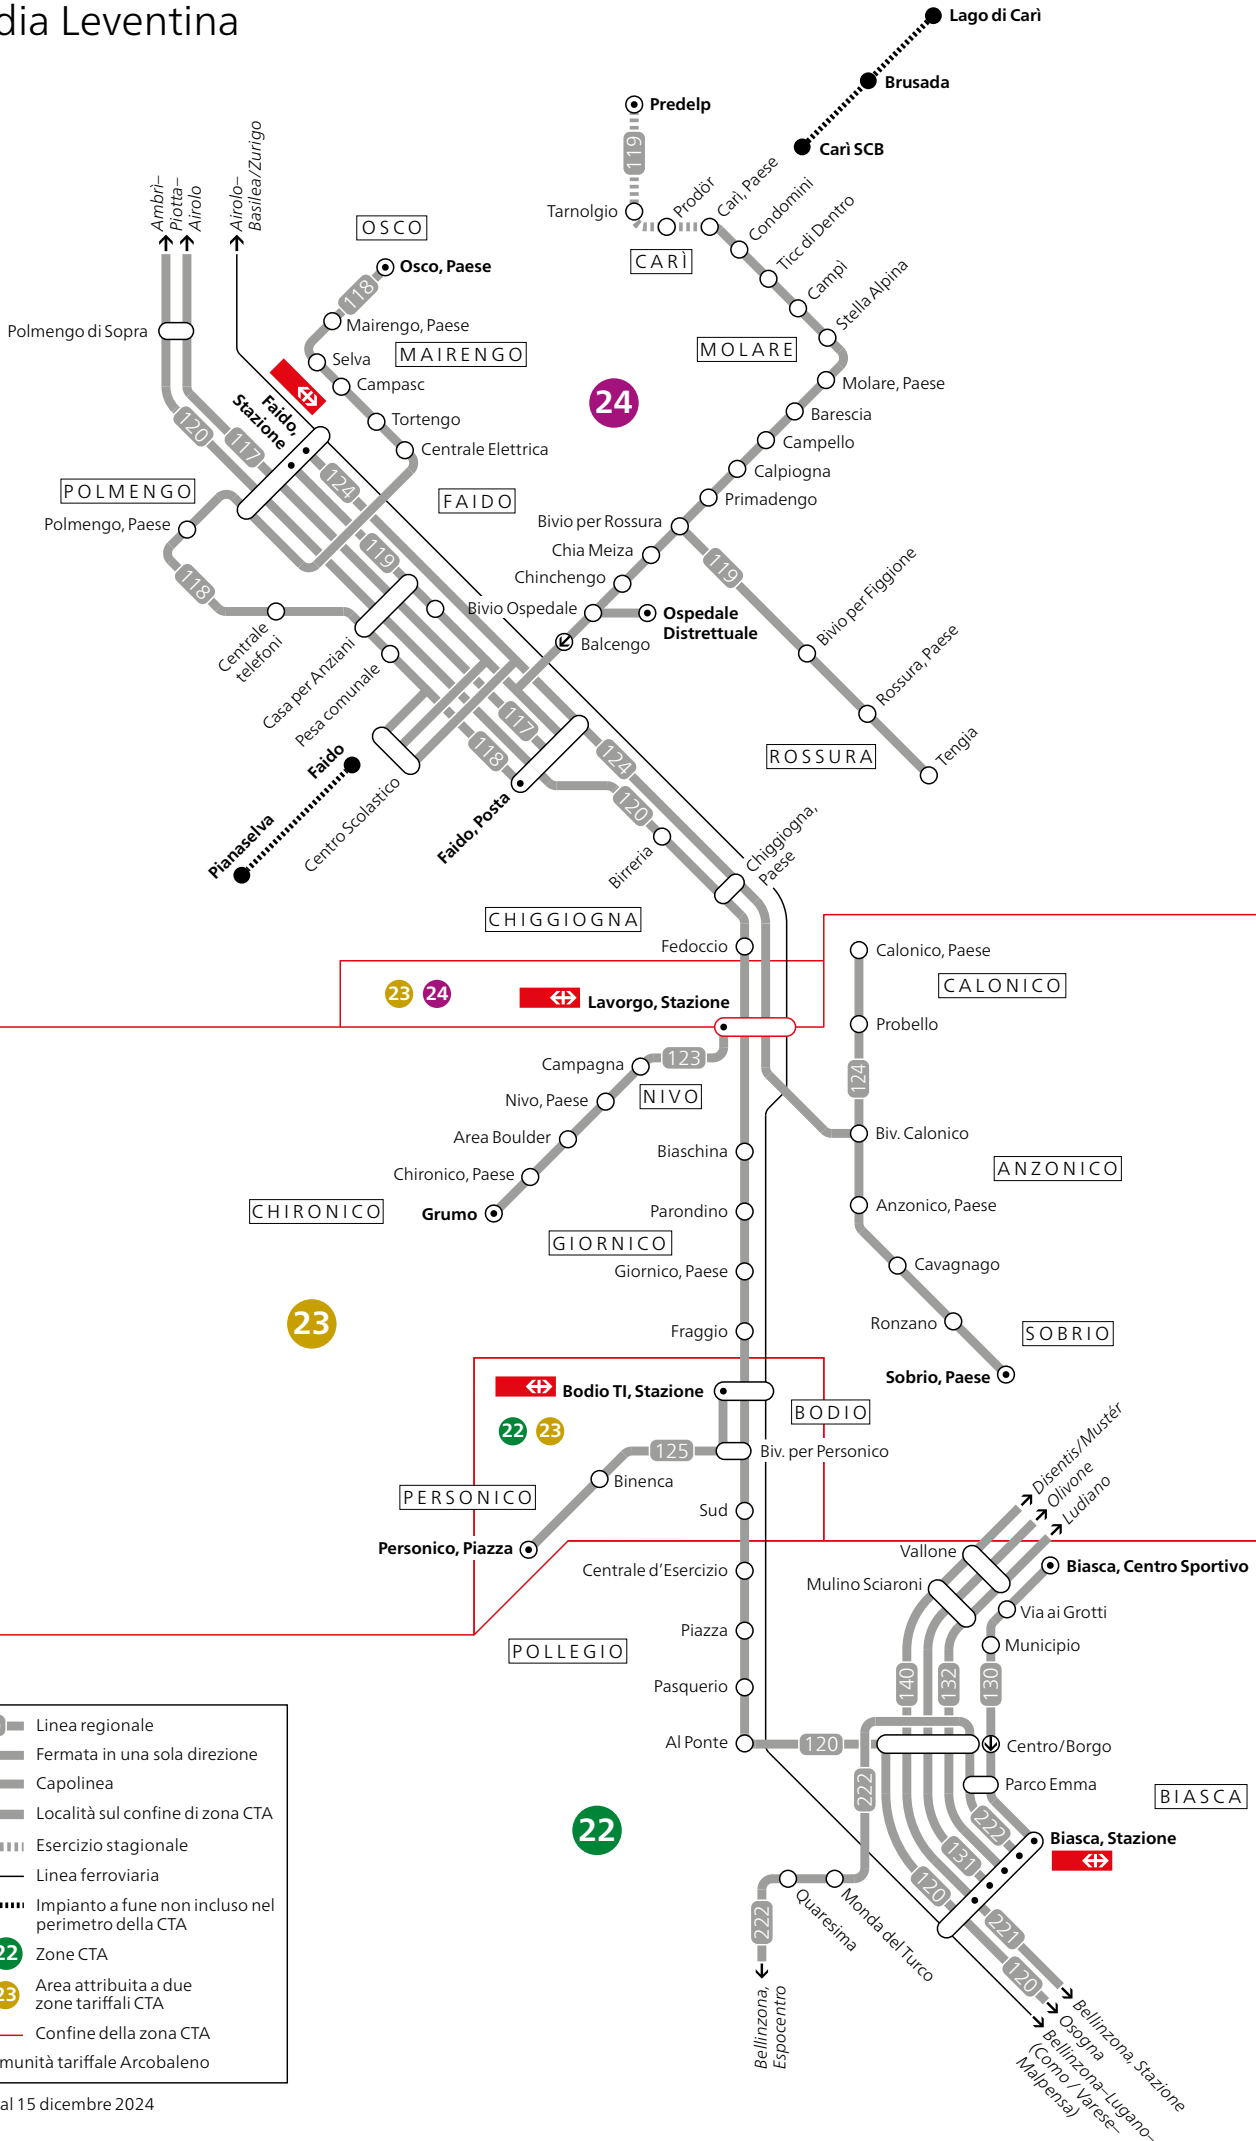 dia Leventina
Lago di Carì
Brusada
Carì SCB
Predelp
119
Tarnolgio
Prodör
Carì, Paese
Condomini
Ticc di Dentro
Campì
Stella Alpina
CARÌ
MOLARE
Molare, Paese
Barescia
Campello
Calpiogna
Primadengo
Bivio per Rossura
Chia Meiza
Chinchengo
Bivio Ospedale
Ospedale
Distrettuale
Balcengo
119
Bivio per Figgione
Rossura, Paese
Tengia
ROSSURA
24
Ambrì–
Piotta–
Airolo
Airolo–
Basilea/Zurigo
OSCO
Osco, Paese
118
Mairengo, Paese
MAIRENGO
Selva
Campasc
Tortengo
Centrale Elettrica
Polmengo di Sopra
Faido,
Stazione
120
117
124
FAIDO
POLMENGO
Polmengo, Paese
118
119
Centrale
telefoni
Casa per Anziani
Pesa comunale
Faido
Pianaselva
Centro Scolastico
117
118
Faido, Posta
124
120
Birreria
Chiggiogna,
Paese
CHIGGIOGNA
Fedoccio
23
24
Lavorgo, Stazione
Calonico, Paese
CALONICO
Probello
124
Biv. Calonico
ANZONICO
Anzonico, Paese
Cavagnago
Ronzano
SOBRIO
Sobrio, Paese
Campagna
123
NIVO
Nivo, Paese
Area Boulder
Chironico, Paese
CHIRONICO
Grumo
Biaschina
Parondino
GIORNICO
Giornico, Paese
Fraggio
23
Bodio TI, Stazione
BODIO
22
23
125
Biv. per Personico
Binenca
PERSONICO
Personico, Piazza
Sud
Centrale d'Esercizio
Piazza
POLLEGIO
Pasquerio
Al Ponte
120
Disentis/Mustér
Olivone
Ludiano
Vallone
Mulino Sciaroni
Biasca, Centro Sportivo
Via ai Grotti
Municipio
140
132
130
Centro/Borgo
Parco Emma
BIASCA
222
222
131
120
Biasca, Stazione
22
Quaresima
Monda del Turco
222
Bellinzona,
Espocentro
221
120
Bellinzona, Stazione
Osogna
Bellinzona–Lugano–
(Como / Varese–
Malpensa)
Linea regionale
Fermata in una sola direzione
Capolinea
Località sul confine di zona CTA
Esercizio stagionale
Linea ferroviaria
Impianto a fune non incluso nel
perimetro della CTA
22 Zone CTA
23 Area attribuita a due
zone tariffali CTA
Confine della zona CTA
munità tariffale Arcobaleno
al 15 dicembre 2024